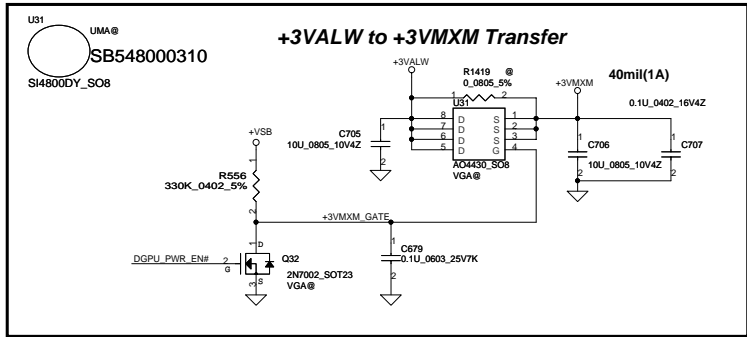 U31
UMA@
SB548000310
SI4800DY_SO8
+3VALW to +3VMXM Transfer
+3VALW
R1419 @
0_0805_5%
1 2
U31
+3VMXM
40mil(1A)
0.1U_0402_16V4Z
8 D S 1
7 D S 2
6 D S 3
5 D G 4
AO4430_SO8
VGA@
1
C705
10U_0805_10V4Z
2
1
C706
10U_0805_10V4Z
2
1
C707
2
+VSB
1
R556
330K_0402_5%
2
+3VMXM_GATE
1
C679
0.1U_0603_25V7K
2
DGPU_PWR_EN#
1 D
2 G
3 S
Q32
2N7002_SOT23
VGA@